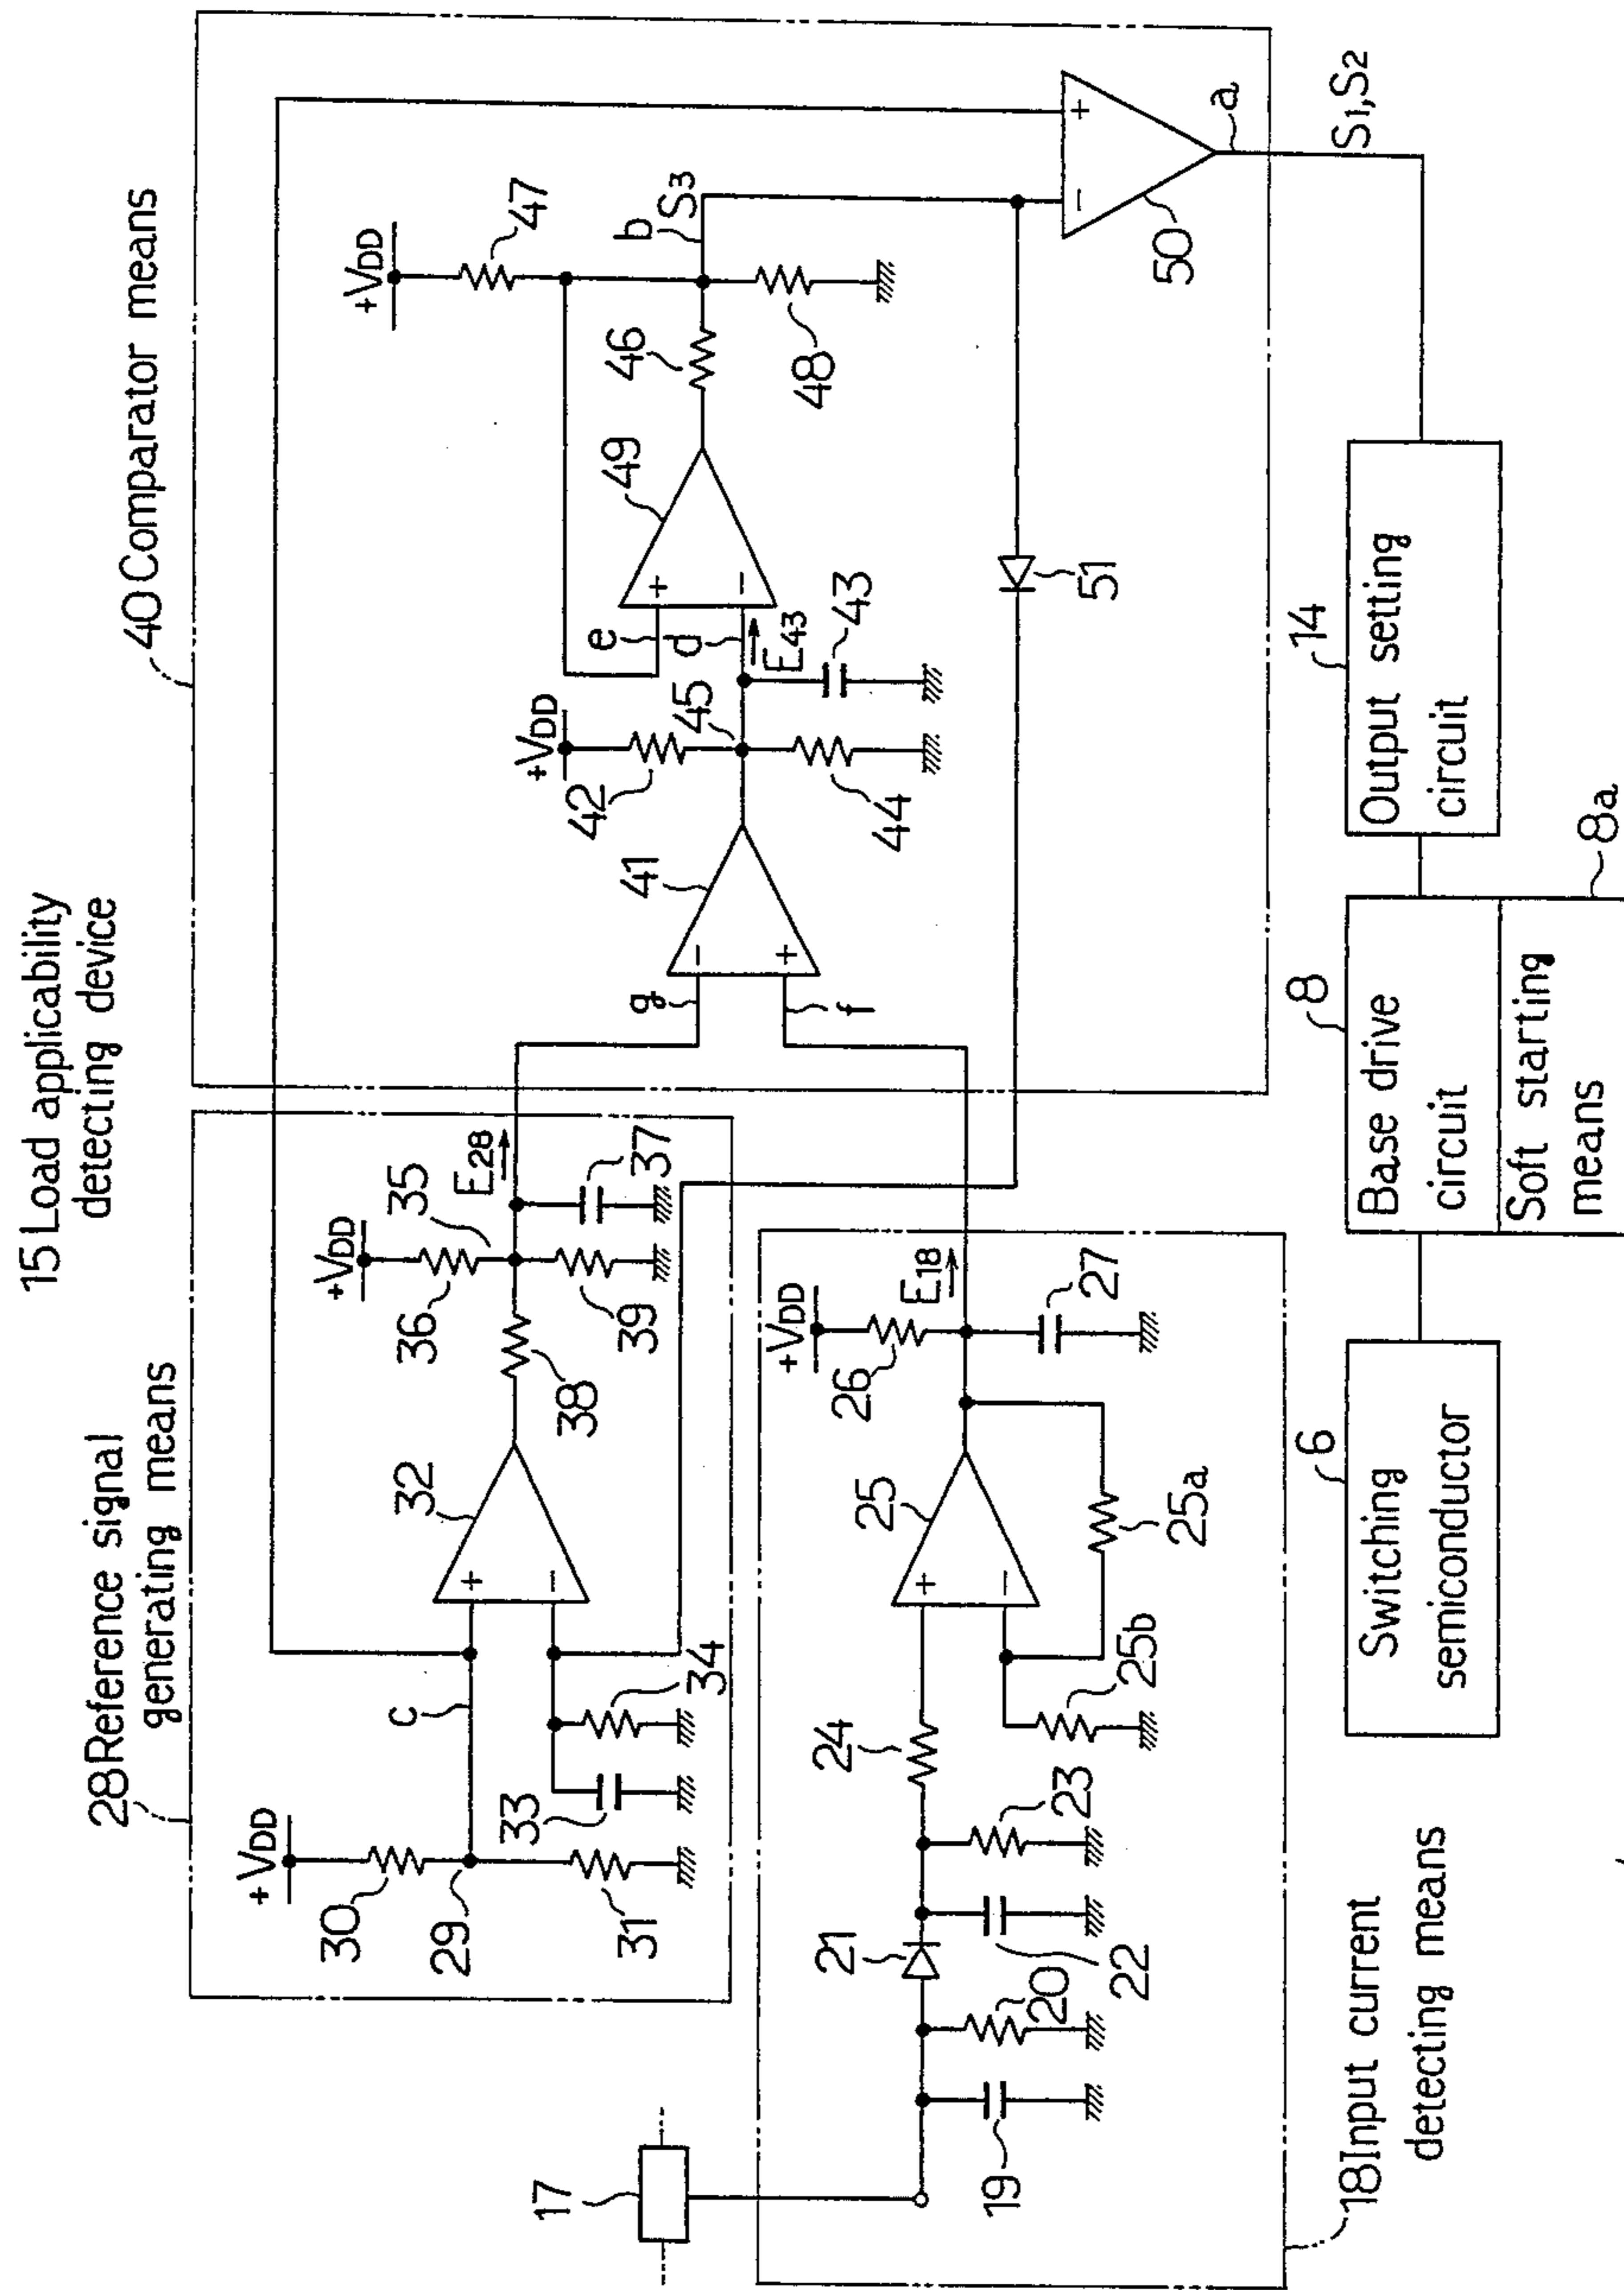 15 Load applicability
detecting device
28 Reference signal
generating means
40 Comparator means
+VDD
30
29
31
c
33
34
32
38
+VDD
36
35
39
E28
37
g
f
41
+VDD
42
45
44
e
d
E43
43
49
46
+VDD
47
b
S3
48
51
50
a
S1,S2
17
19
20
21
22
23
24
25
25a
25b
+VDD
26
E18
27
18 Input current
detecting means
6
Switching
semiconductor
8
Base drive
circuit
Soft starting
means
8a
14
Output setting
circuit
+
−
+
−
−
+
+
−
−
+